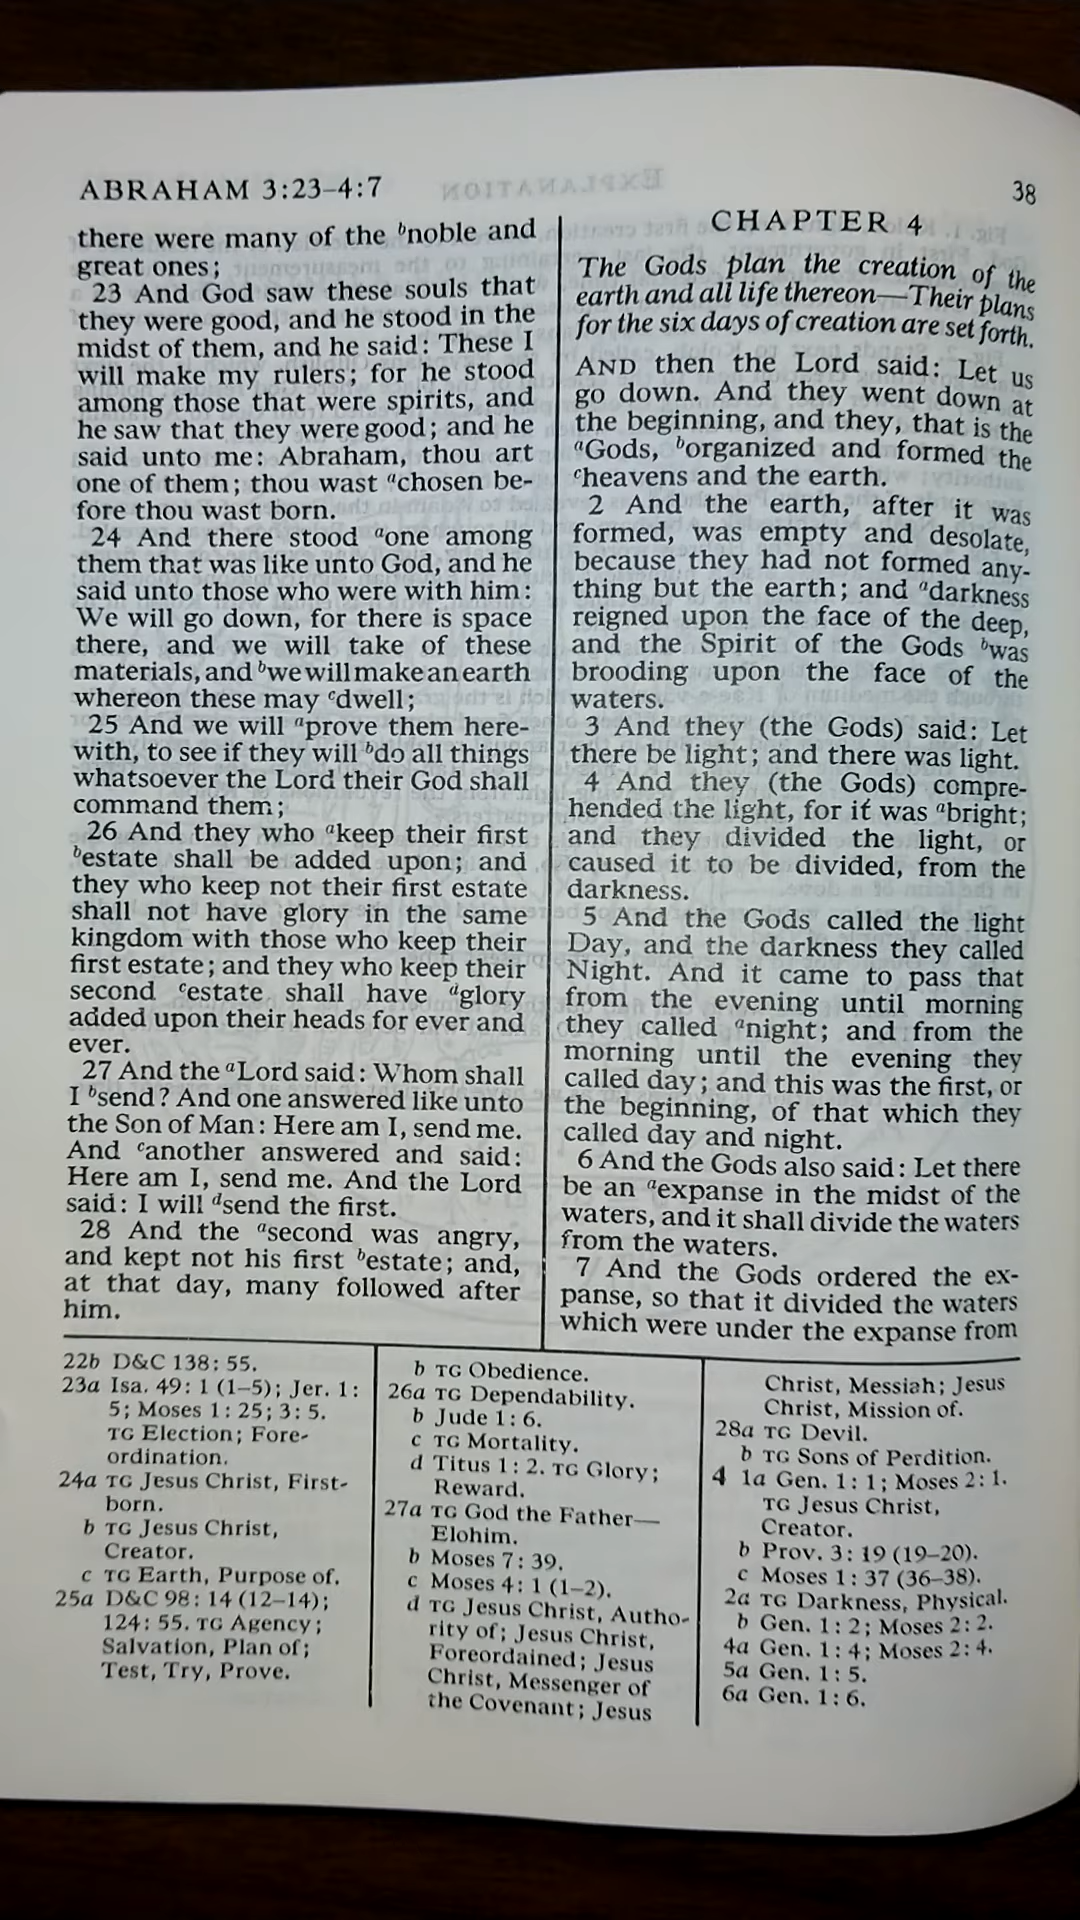 ABRAHAM 3:23–4:7
38
there were many of the bnoble and
great ones;
23 And God saw these souls that
they were good, and he stood in the
midst of them, and he said: These I
will make my rulers; for he stood
among those that were spirits, and
he saw that they were good; and he
said unto me: Abraham, thou art
one of them; thou wast achosen be-
fore thou wast born.
24 And there stood aone among
them that was like unto God, and he
said unto those who were with him:
We will go down, for there is space
there, and we will take of these
materials, and bwe will make an earth
whereon these may cdwell;
25 And we will aprove them here-
with, to see if they will bdo all things
whatsoever the Lord their God shall
command them;
26 And they who akeep their first
bestate shall be added upon; and
they who keep not their first estate
shall not have glory in the same
kingdom with those who keep their
first estate; and they who keep their
second cestate shall have dglory
added upon their heads for ever and
ever.
27 And the aLord said: Whom shall
I bsend? And one answered like unto
the Son of Man: Here am I, send me.
And canother answered and said:
Here am I, send me. And the Lord
said: I will dsend the first.
28 And the asecond was angry,
and kept not his first bestate; and,
at that day, many followed after
him.
CHAPTER 4
The Gods plan the creation of the
earth and all life thereon—Their plans
for the six days of creation are set forth.
AND then the Lord said: Let us
go down. And they went down at
the beginning, and they, that is the
aGods, borganized and formed the
cheavens and the earth.
2 And the earth, after it was
formed, was empty and desolate,
because they had not formed any-
thing but the earth; and adarkness
reigned upon the face of the deep,
and the Spirit of the Gods bwas
brooding upon the face of the
waters.
3 And they (the Gods) said: Let
there be light; and there was light.
4 And they (the Gods) compre-
hended the light, for it was abright;
and they divided the light, or
caused it to be divided, from the
darkness.
5 And the Gods called the light
Day, and the darkness they called
Night. And it came to pass that
from the evening until morning
they called anight; and from the
morning until the evening they
called day; and this was the first, or
the beginning, of that which they
called day and night.
6 And the Gods also said: Let there
be an aexpanse in the midst of the
waters, and it shall divide the waters
from the waters.
7 And the Gods ordered the ex-
panse, so that it divided the waters
which were under the expanse from
22b D&C 138: 55.
23a Isa. 49: 1 (1–5); Jer. 1:
5; Moses 1: 25; 3: 5.
TG Election; Fore-
ordination.
24a TG Jesus Christ, First-
born.
b TG Jesus Christ,
Creator.
c TG Earth, Purpose of.
25a D&C 98: 14 (12–14);
124: 55. TG Agency;
Salvation, Plan of;
Test, Try, Prove.
b TG Obedience.
26a TG Dependability.
b Jude 1: 6.
c TG Mortality.
d Titus 1: 2. TG Glory;
Reward.
27a TG God the Father—
Elohim.
b Moses 7: 39.
c Moses 4: 1 (1–2).
d TG Jesus Christ, Autho-
rity of; Jesus Christ,
Foreordained; Jesus
Christ, Messenger of
the Covenant; Jesus
Christ, Messiah; Jesus
Christ, Mission of.
28a TG Devil.
b TG Sons of Perdition.
4 1a Gen. 1: 1; Moses 2: 1.
TG Jesus Christ,
Creator.
b Prov. 3: 19 (19–20).
c Moses 1: 37 (36–38).
2a TG Darkness, Physical.
b Gen. 1: 2; Moses 2: 2.
4a Gen. 1: 4; Moses 2: 4.
5a Gen. 1: 5.
6a Gen. 1: 6.